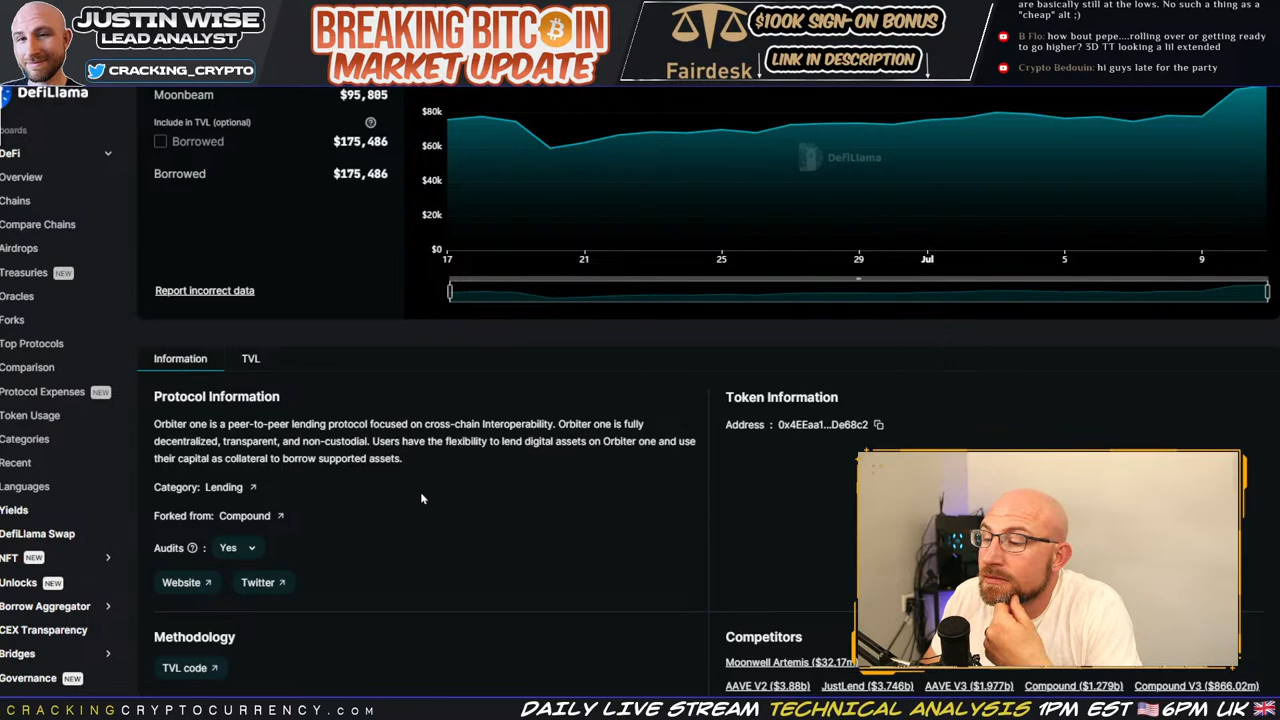 JUSTIN WISE
LEAD ANALYST
CRACKING_CRYPTO
BREAKING BITCOIN
MARKET UPDATE
Fairdesk
$100K SIGN-ON BONUS
LINK IN DESCRIPTION
are basically still at the lows. No such a thing as a
"cheap" alt ;)
B Flo: how bout pepe....rolling over or getting ready
to go higher? 3D TT looking a lil extended
Crypto Bedouin: hi guys late for the party
DefiLlama
boards
DeFi
Overview
Chains
Compare Chains
Airdrops
Treasuries NEW
Oracles
Forks
Top Protocols
Comparison
Protocol Expenses NEW
Token Usage
Categories
Recent
Languages
Yields
DefiLlama Swap
NFT NEW
Unlocks NEW
Borrow Aggregator
CEX Transparency
Bridges
Governance NEW
Moonbeam $95,805
Include in TVL (optional)
Borrowed $175,486
Borrowed $175,486
Report incorrect data
$80k
$60k
$40k
$20k
$0
DeFiLlama
17 21 25 29 Jul 5 9
Information TVL
Protocol Information
Orbiter one is a peer-to-peer lending protocol focused on cross-chain Interoperability. Orbiter one is fully
decentralized, transparent, and non-custodial. Users have the flexibility to lend digital assets on Orbiter one and use
their capital as collateral to borrow supported assets.
Category: Lending
Forked from: Compound
Audits : Yes
Website Twitter
Methodology
TVL code
Token Information
Address : 0x4EEaa1...De68c2
Competitors
Moonwell Artemis ($32.17m
AAVE V2 ($3.88b) JustLend ($3.746b) AAVE V3 ($1.977b) Compound ($1.279b) Compound V3 ($866.02m)
CRACKINGCRYPTOCURRENCY.com
DAILY LIVE STREAM TECHNICAL ANALYSIS 1PM EST 6PM UK